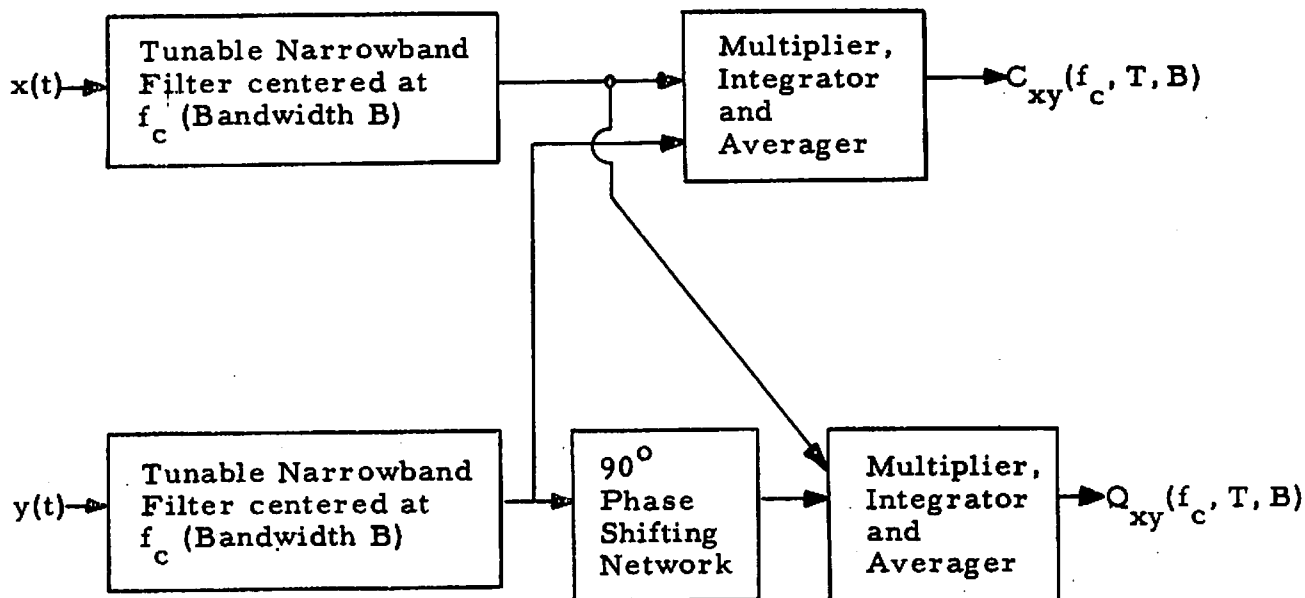 x(t)
Tunable Narrowband
Filter centered at
f_c (Bandwidth B)
Multiplier,
Integrator
and
Averager
C_xy(f_c, T, B)
y(t)
Tunable Narrowband
Filter centered at
f_c (Bandwidth B)
90°
Phase
Shifting
Network
Multiplier,
Integrator
and
Averager
Q_xy(f_c, T, B)